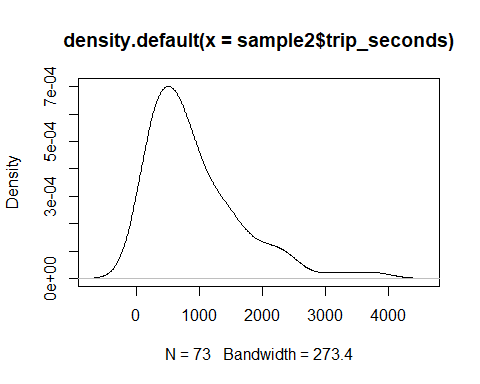 density.default(x = sample2$trip_seconds)
Density
7e-04
5e-04
3e-04
0e+00
0 1000 2000 3000 4000
N = 73 Bandwidth = 273.4